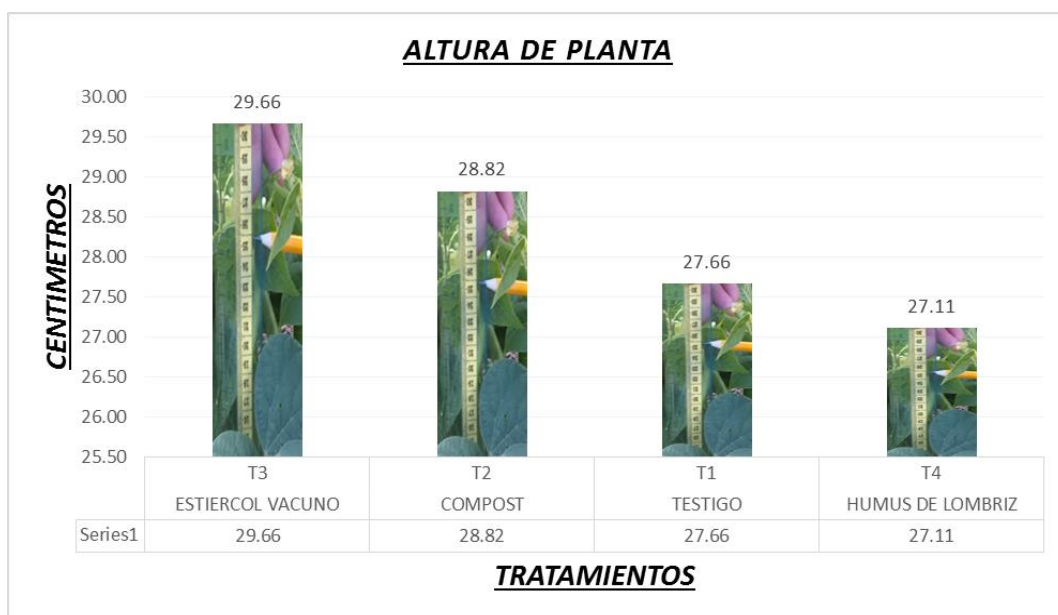 ALTURA DE PLANTA
30.00
29.50
29.00
28.50
28.00
27.50
27.00
26.50
26.00
25.50
CENTIMETROS
29.66
28.82
27.66
27.11
T3 T2 T1 T4
ESTIERCOL VACUNO COMPOST TESTIGO HUMUS DE LOMBRIZ
Series1 29.66 28.82 27.66 27.11
TRATAMIENTOS